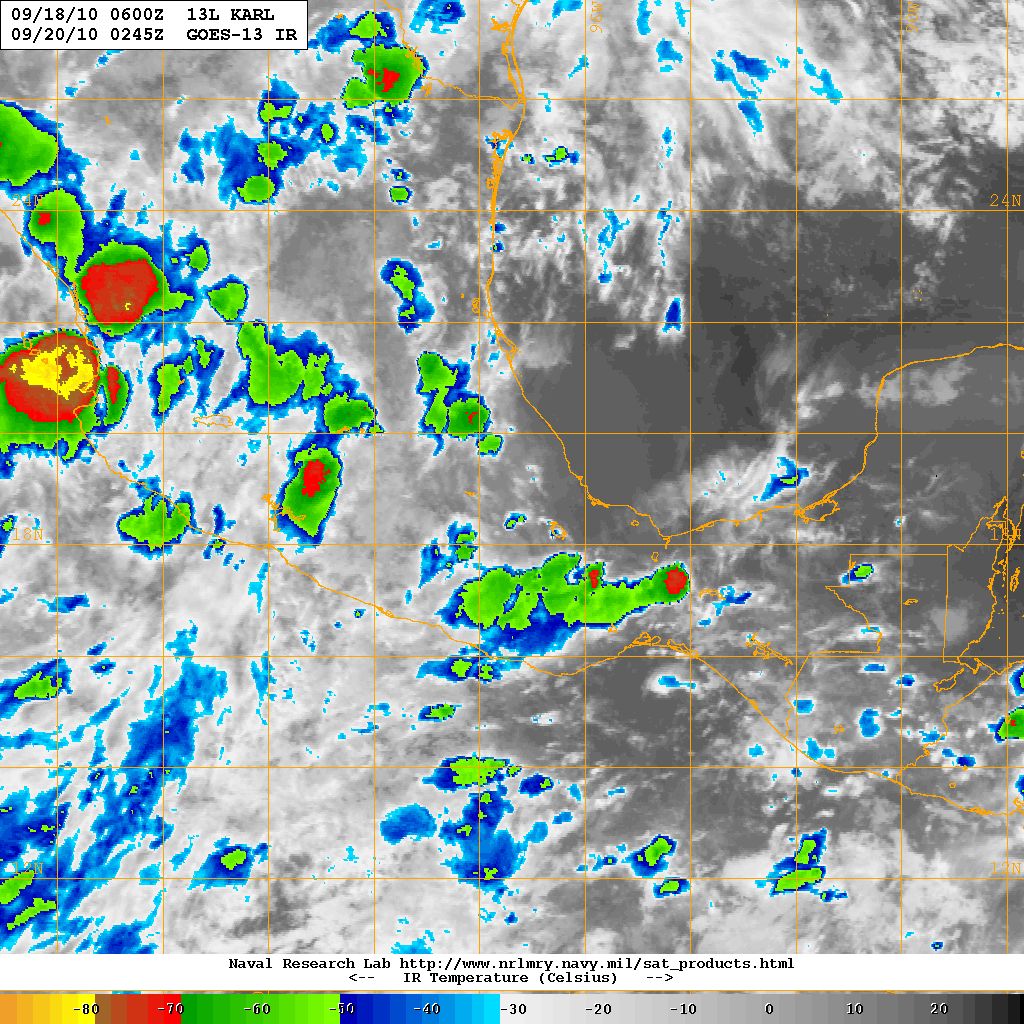 09/18/10 0600Z 13L KARL
09/20/10 0245Z GOES-13 IR
24N
24N
18N
18N
12N
12N
Naval Research Lab http://www.nrlmry.navy.mil/sat_products.html
<-- IR Temperature (Celsius) -->
-80 -70 -60 -50 -40 -30 -20 -10 0 10 20